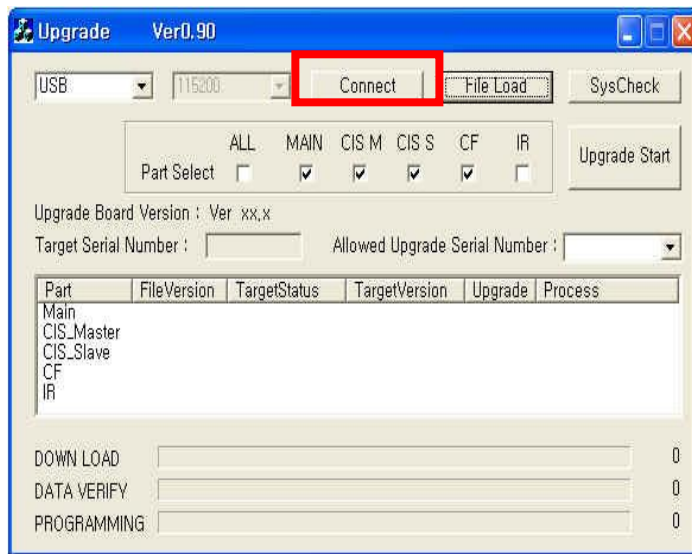 Upgrade Ver0.90
USB 115200 Connect File Load SysCheck
ALL MAIN CIS M CIS S CF IR
Part Select
Upgrade Start
Upgrade Board Version : Ver xx.x
Target Serial Number : Allowed Upgrade Serial Number :
Part FileVersion TargetStatus TargetVersion Upgrade Process
Main
CIS_Master
CIS_Slave
CF
IR
DOWN LOAD 0
DATA VERIFY 0
PROGRAMMING 0